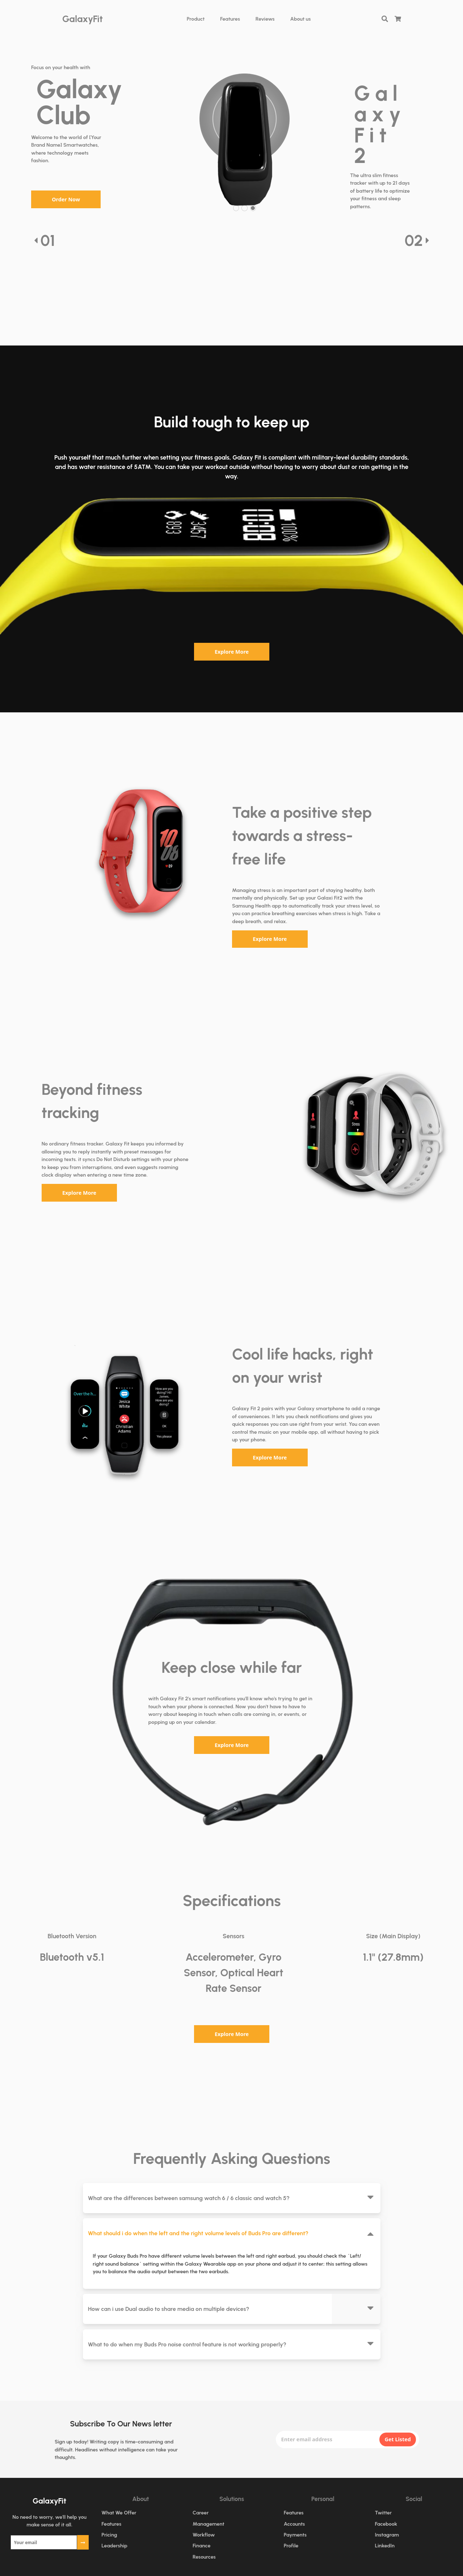 GalaxyFit
Product
Features
Reviews
About us
Focus on your health with
Galaxy
Club
Welcome to the world of (Your
Brand Name) Smartwatches,
where technology meets
fashion.
Order Now
Gal
axy
Fit
2
The ultra slim fitness
tracker with up to 21 days
of battery life to optimize
your fitness and sleep
patterns.
01
02
Build tough to keep up
Push yourself that much further when setting your fitness goals. Galaxy Fit is compliant with military-level durability standards,
and has water resistance of 5ATM. You can take your workout outside without having to worry about dust or rain getting in the
way.
893
3457
100%
Explore More
Take a positive step
towards a stress-
free life
10
08
Managing stress is an important part of staying healthy, both
mentally and physically. Set up your Galaxi Fit2 with the
Samsung Health app to automatically track your stress level, so
you can practice breathing exercises when stress is high. Take a
deep breath, and relax.
Explore More
Beyond fitness
tracking
No ordinary fitness tracker, Galaxy Fit keeps you informed by
allowing you to reply instantly with preset messages for
incoming texts. It syncs Do Not Disturb settings with your phone
to keep you from interruptions, and even suggests roaming
clock display when entering a new time zone.
Explore More
Stress
Stress
Cool life hacks, right
on your wrist
Over the h...
Jessica
White
Christian
Adams
How are you
doing? Can
Yes please
Galaxy Fit 2 pairs with your Galaxy smartphone to add a range
of conveniences. It lets you check notifications and gives you
quick responses you can use right from your wrist. You can even
control the music on your mobile app, all without having to pick
up your phone.
Explore More
Keep close while far
with Galaxy Fit 2's smart notifications you'll know who's trying to get in
touch when your phone is connected. Now you don't have to have to
worry about keeping in touch when calls are coming in, or events, or
popping up on your calendar.
Explore More
Specifications
Bluetooth Version
Bluetooth v5.1
Sensors
Accelerometer, Gyro
Sensor, Optical Heart
Rate Sensor
Size (Main Display)
1.1" (27.8mm)
Explore More
Frequently Asking Questions
What are the differences between samsung watch 6 / 6 classic and watch 5?
What should i do when the left and the right volume levels of Buds Pro are different?
If your Galaxy Buds Pro have different volume levels between the left and right earbud, you should check the `Left/
right sound balance` setting within the Galaxy Wearable app on your phone and adjust it to center: this setting allows
you to balance the audio output between the two earbuds.
How can i use Dual audio to share media on multiple devices?
What to do when my Buds Pro noise control feature is not working properly?
Subscribe To Our News letter
Sign up today! Writing copy is time-consuming and
difficult. Headlines without intelligence can take your
thoughts.
Enter email address
Get Listed
GalaxyFit
No need to worry, we'll help you
make sense of it all.
Your email
About
What We Offer
Features
Pricing
Leadership
Solutions
Career
Management
Workflow
Finance
Resources
Personal
Features
Accounts
Payments
Profile
Social
Twitter
Facebook
Instagram
LinkedIn